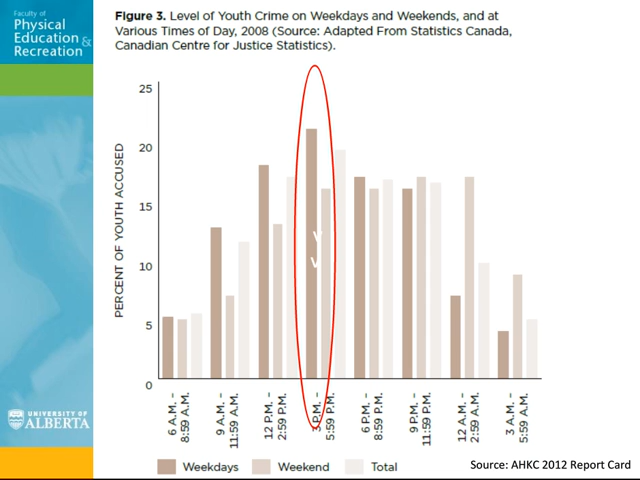 Faculty of
Physical
Education &
Recreation
Figure 3. Level of Youth Crime on Weekdays and Weekends, and at
Various Times of Day, 2008 (Source: Adapted From Statistics Canada,
Canadian Centre for Justice Statistics).
PERCENT OF YOUTH ACCUSED
25
20
15
10
5
0
V
V
6 A.M. –
8:59 A.M.
9 A.M –
11:59 A.M.
12 P.M –
2:59 P.M.
3 P.M. –
5:59 P.M.
6 P.M –
8:59 P.M.
9 P.M –
11:59 P.M.
12 A.M –
2:59 A.M.
3 A.M –
5:59 A.M.
Weekdays
Weekend
Total
UNIVERSITY OF
ALBERTA
Source: AHKC 2012 Report Card